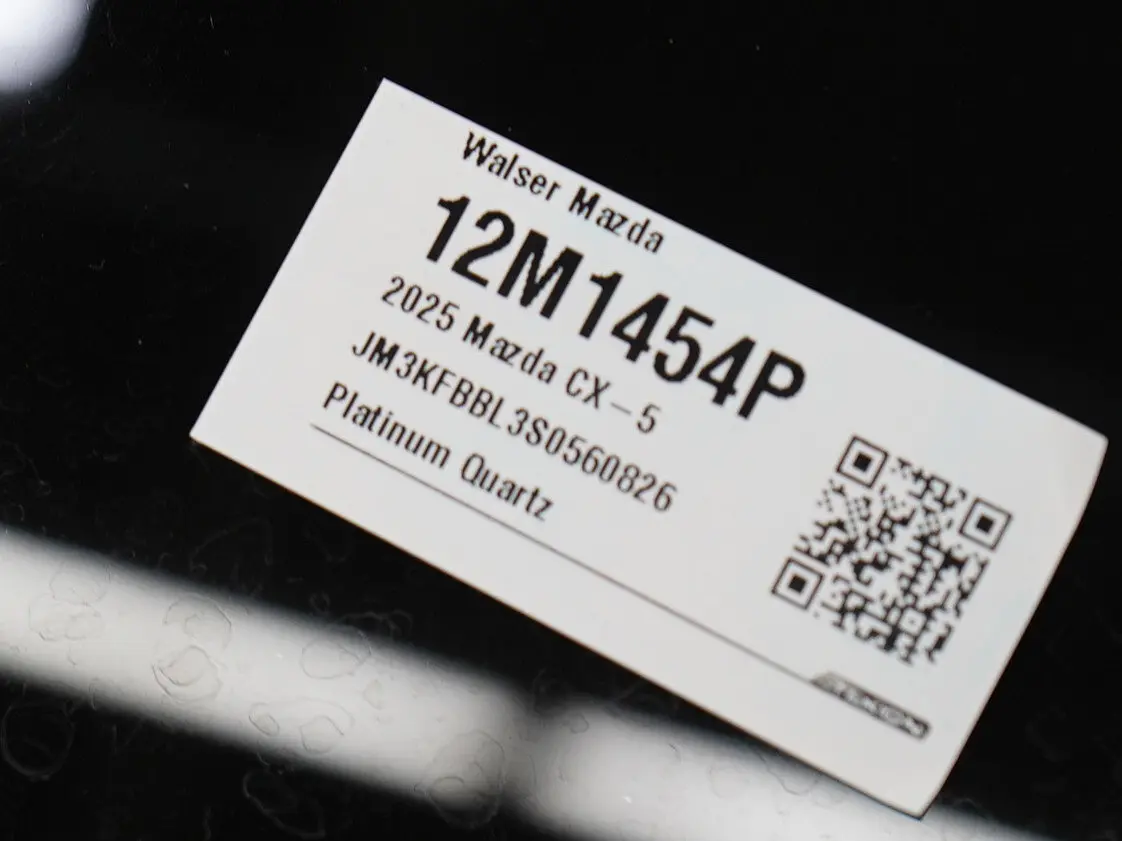 Walser Mazda
12M1454P
2025 Mazda CX-5
JM3KFBBL3S0560826
Platinum Quartz